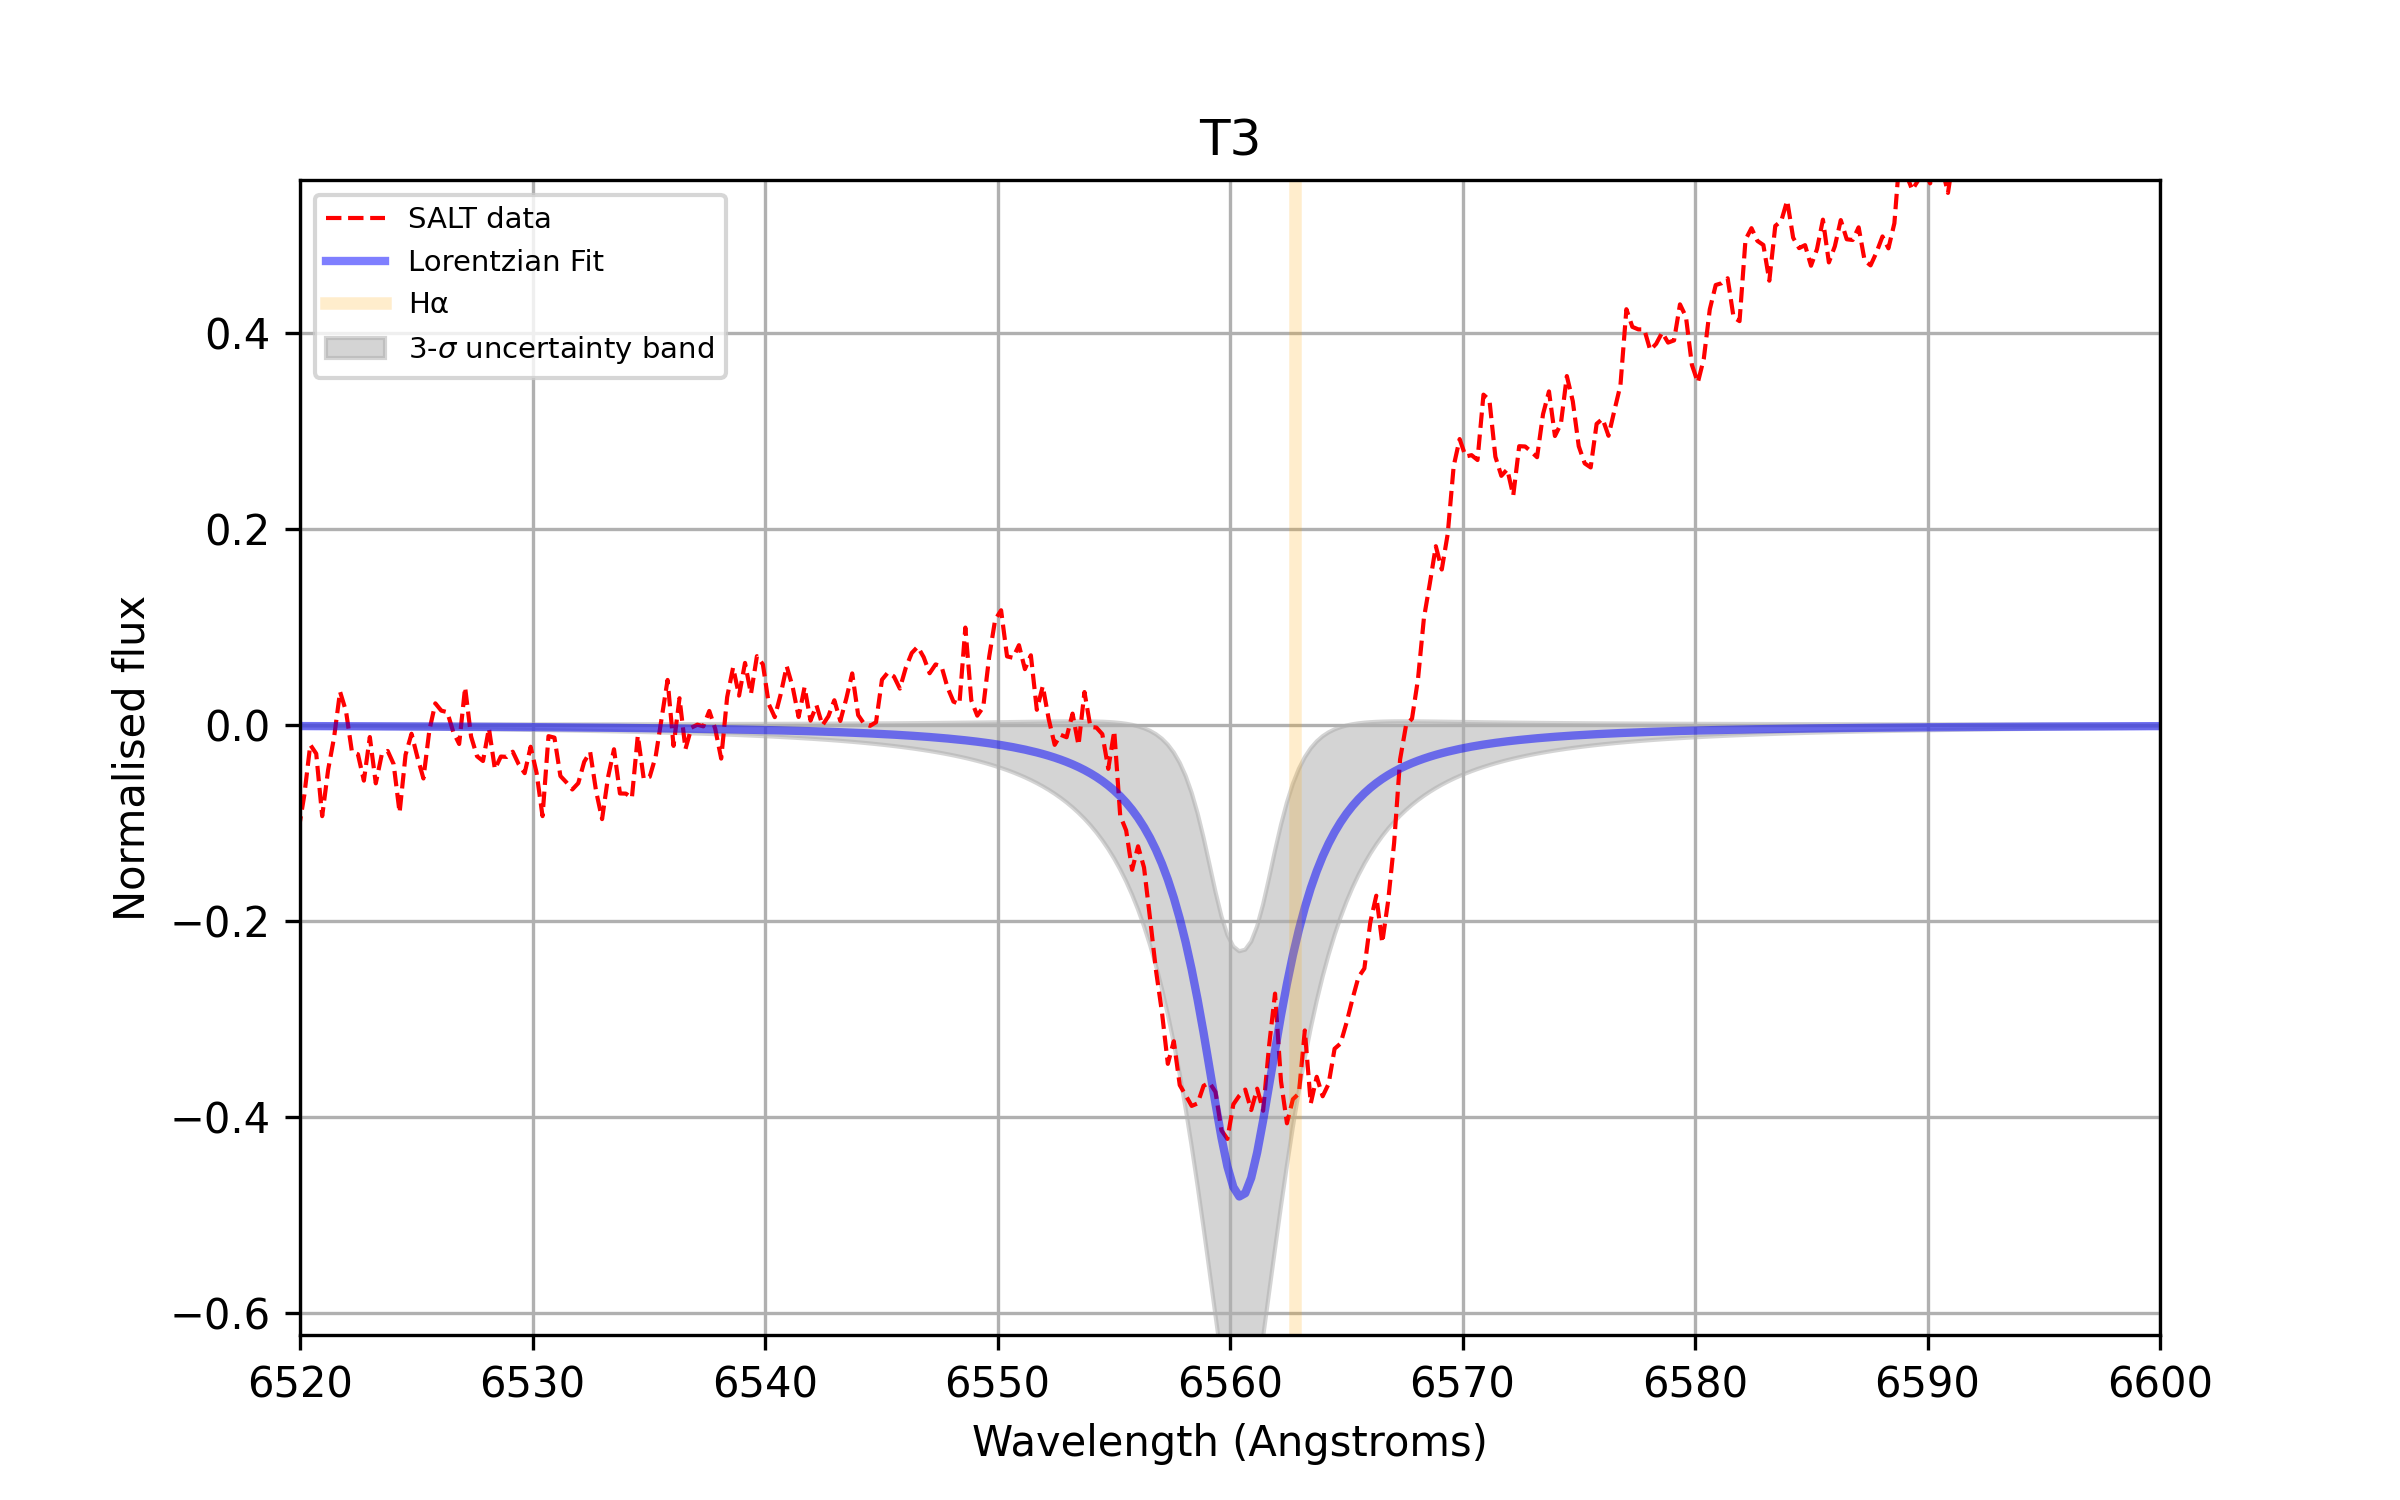 T3
SALT data
Lorentzian Fit
Hα
3-σ uncertainty band
0.4
0.2
0.0
−0.2
−0.4
−0.6
Normalised flux
6520 6530 6540 6550 6560 6570 6580 6590 6600
Wavelength (Angstroms)